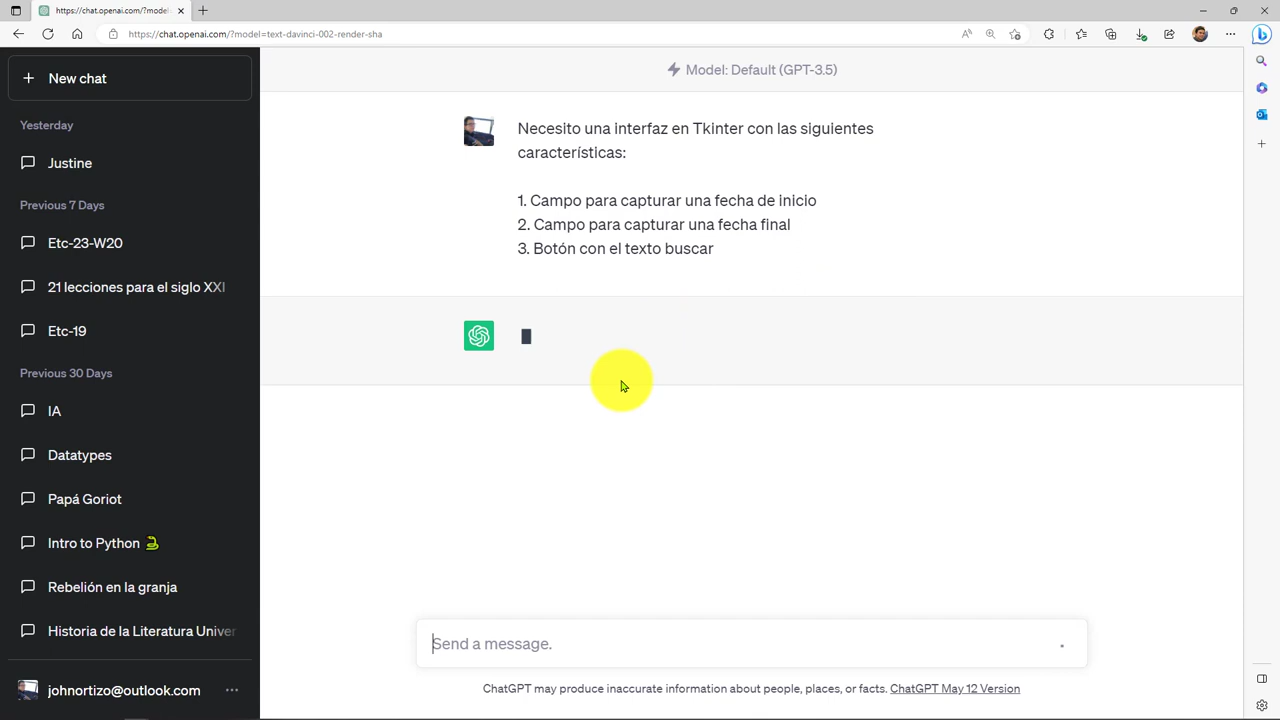 https://chat.openai.com/?model
https://chat.openai.com/?model=text-davinci-002-render-sha
New chat
Yesterday
Justine
Previous 7 Days
Etc-23-W20
21 lecciones para el siglo XXI
Etc-19
Previous 30 Days
IA
Datatypes
Papá Goriot
Intro to Python
Rebelión en la granja
Historia de la Literatura Univer
johnortizo@outlook.com
Model: Default (GPT-3.5)
Necesito una interfaz en Tkinter con las siguientes
características:
1. Campo para capturar una fecha de inicio
2. Campo para capturar una fecha final
3. Botón con el texto buscar
Send a message.
ChatGPT may produce inaccurate information about people, places, or facts. ChatGPT May 12 Version